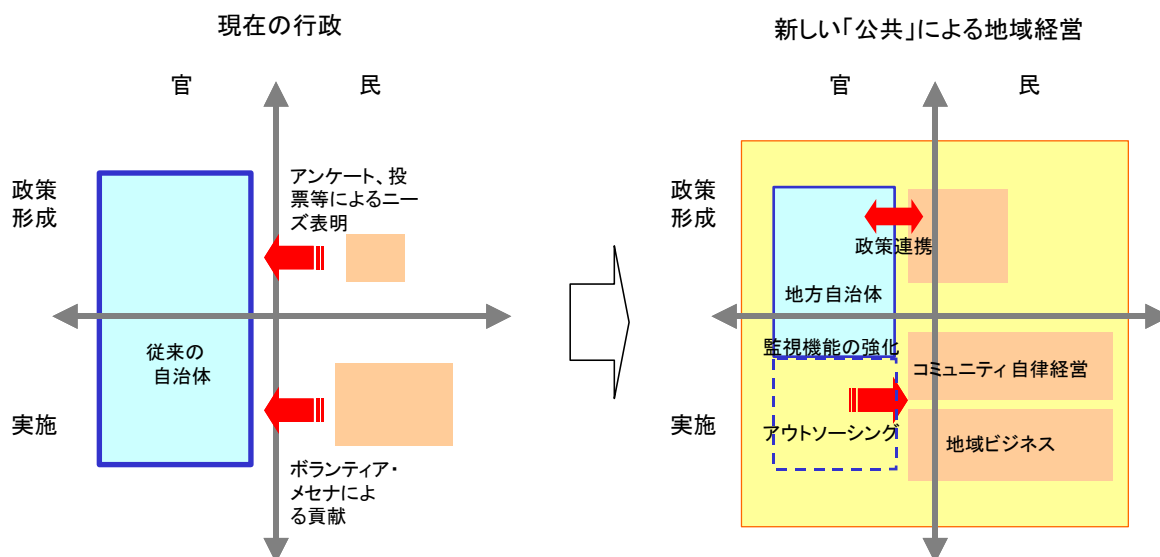 現在の行政
官
民
政策
形成
アンケート、投
票等によるニー
ズ表明
従来の
自治体
実施
ボランティア・
メセナによ
る貢献
新しい「公共」による地域経営
官
民
政策
形成
政策連携
地方自治体
監視機能の強化
コミュニティ自律経営
実施
アウトソーシング
地域ビジネス